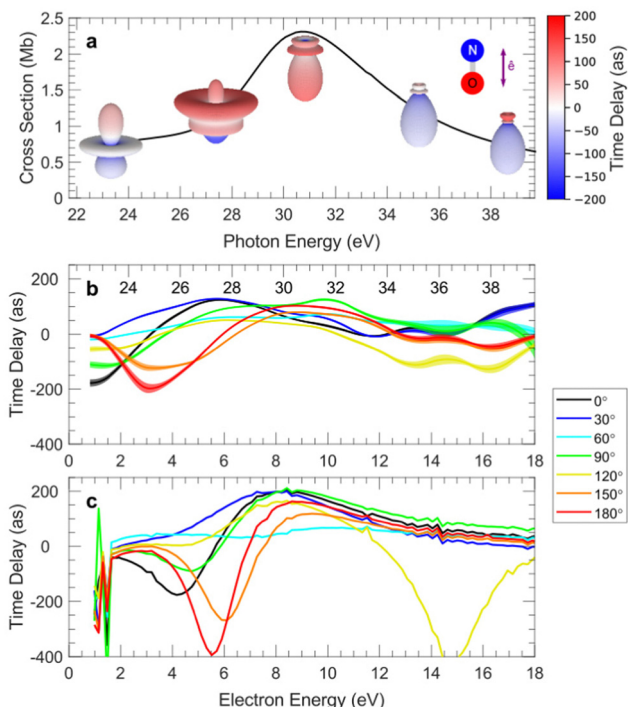 a
N
O
ê
Cross Section (Mb)
2.5
2
1.5
1
0.5
0
22 24 26 28 30 32 34 36 38
Photon Energy (eV)
200
150
100
50
0
-50
-100
-150
-200
Time Delay (as)
b
24 26 28 30 32 34 36 38
Time Delay (as)
200
0
-200
-400
0 2 4 6 8 10 12 14 16 18
c
Time Delay (as)
200
0
-200
-400
0 2 4 6 8 10 12 14 16 18
Electron Energy (eV)
0°
30°
60°
90°
120°
150°
180°